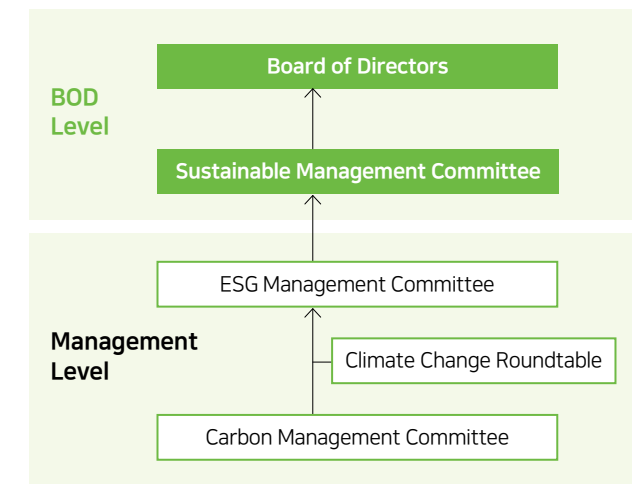 Board of Directors
BOD
Level
Sustainable Management Committee
ESG Management Committee
Management
Level
Climate Change Roundtable
Carbon Management Committee